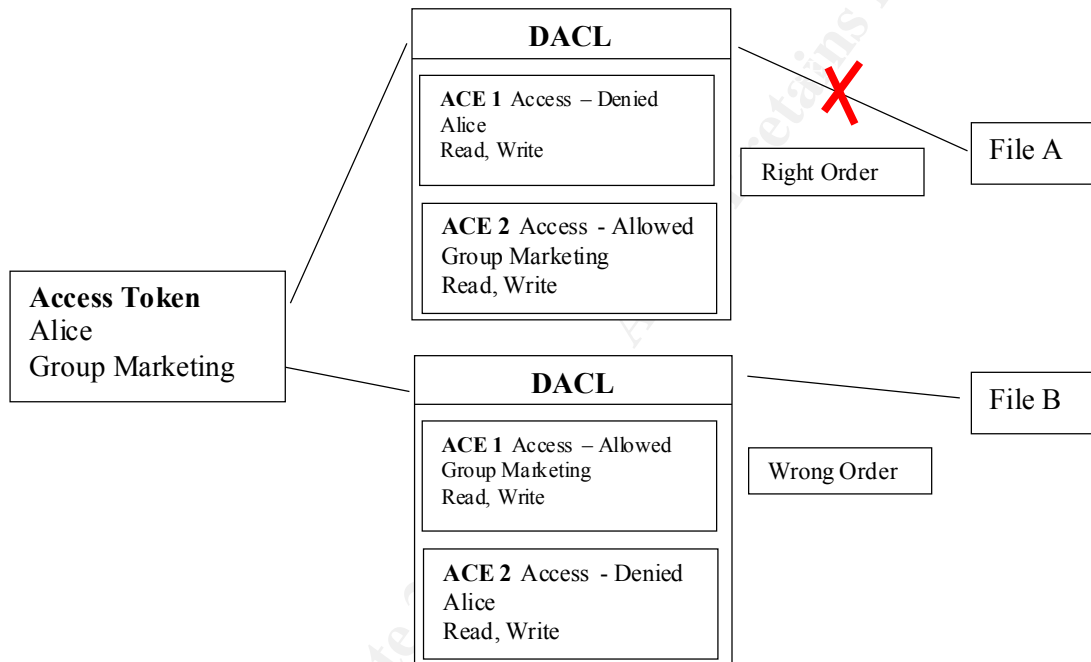 DACL
ACE 1 Access – Denied
Alice
Read, Write
ACE 2 Access - Allowed
Group Marketing
Read, Write
Right Order
File A
Access Token
Alice
Group Marketing
DACL
ACE 1 Access – Allowed
Group Marketing
Read, Write
ACE 2 Access - Denied
Alice
Read, Write
Wrong Order
File B
retains